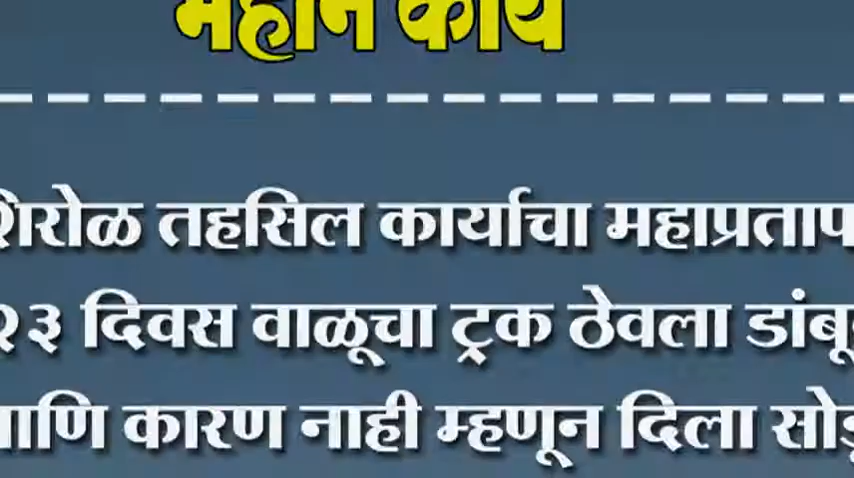 महान कार्य
शिरोळ तहसिल कार्याचा महाप्रताप
२३ दिवस वाळूचा ट्रक ठेवला
आणि कारण नाही म्हणून दिला